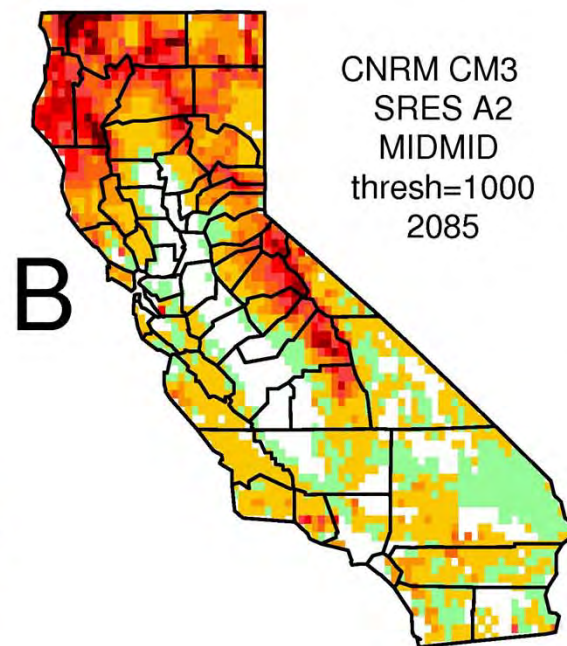 CNRM CM3
SRES A2
MIDMID
thresh=1000
2085
B